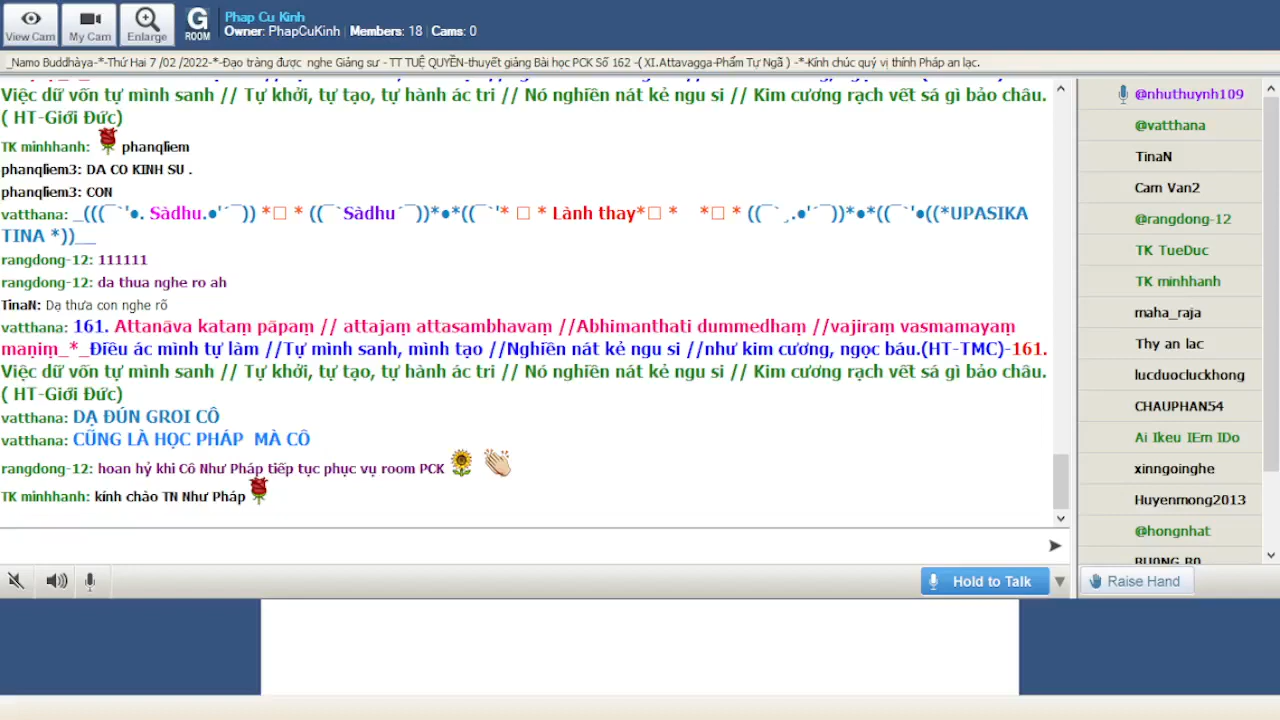 View Cam
My Cam
Enlarge
G
ROOM
Phap Cu Kinh
Owner: PhapCuKinh | Members: 18 | Cams: 0
_Namo Buddhàya-*-Thứ Hai 7 /02 /2022-*-Đạo tràng được nghe Giảng sư - TT TUỆ QUYỀN-thuyết giảng Bài học PCK Số 162 -( XI.Attavagga-Phẩm Tự Ngã ) -*-Kính chúc quý vị thính Pháp an lạc.
Việc dữ vốn tự mình sanh // Tự khởi, tự tạo, tự hành ác tri // Nó nghiền nát kẻ ngu si // Kim cương rạch vết sá gì bảo châu.
( HT-Giới Đức)
TK minhhanh: phanqliem
phanqliem3: DA CO KINH SU .
phanqliem3: CON
vatthana: _(((¯`'•. Sàdhu.•'´¯)) *□ * ((¯`Sàdhu´¯))*•*((¯`'* □ * Lành thay*□ * *□ * ((¯`¸.•'´¯))*•*((¯`'•((*UPASIKA
TINA *))__
rangdong-12: 111111
rangdong-12: da thua nghe ro ah
TinaN: Dạ thưa con nghe rõ
vatthana: 161. Attanāva kataṃ pāpaṃ // attajaṃ attasambhavaṃ //Abhimanthati dummedhaṃ //vajiraṃ vasmamayaṃ
maṇiṃ_*_Điều ác mình tự làm //Tự mình sanh, mình tạo //Nghiền nát kẻ ngu si //như kim cương, ngọc báu.(HT-TMC)-161.
Việc dữ vốn tự mình sanh // Tự khởi, tự tạo, tự hành ác tri // Nó nghiền nát kẻ ngu si // Kim cương rạch vết sá gì bảo châu.
( HT-Giới Đức)
vatthana: DẠ ĐÚN GROI CÔ
vatthana: CŨNG LÀ HỌC PHÁP MÀ CÔ
rangdong-12: hoan hỷ khi Cô Như Pháp tiếp tục phục vụ room PCK
TK minhhanh: kính chào TN Như Pháp
Hold to Talk
@nhuthuynh109
@vatthana
TinaN
Cam Van2
@rangdong-12
TK TueDuc
TK minhhanh
maha_raja
Thy an lac
lucduocluckhong
CHAUPHAN54
Ai Ikeu IEm IDo
xinngoinghe
Huyenmong2013
@hongnhat
Raise Hand